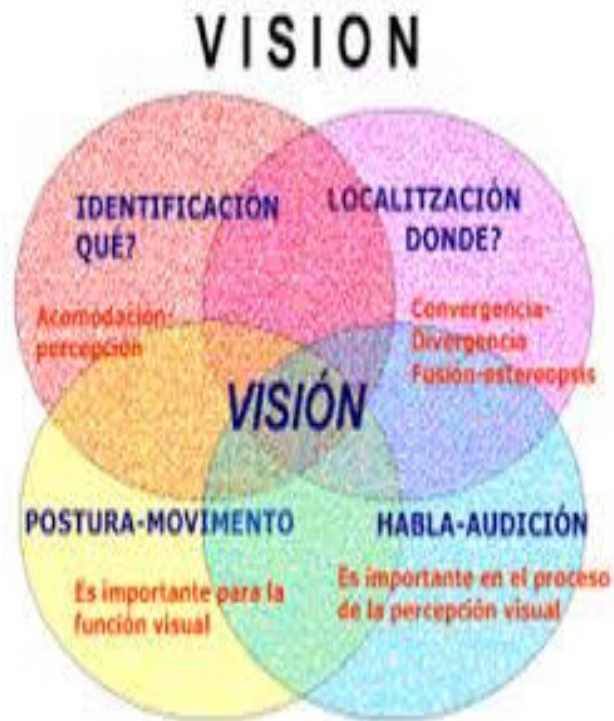 VISION
IDENTIFICACIÓN
QUÉ?
Acomodación-
percepción
LOCALITZACIÓN
DONDE?
Convergencia-
Divergencia
Fusión-estereopsis
VISIÓN
POSTURA-MOVIMENTO
Es importante para la
función visual
HABLA-AUDICIÓN
Es importante en el proceso
de la percepción visual